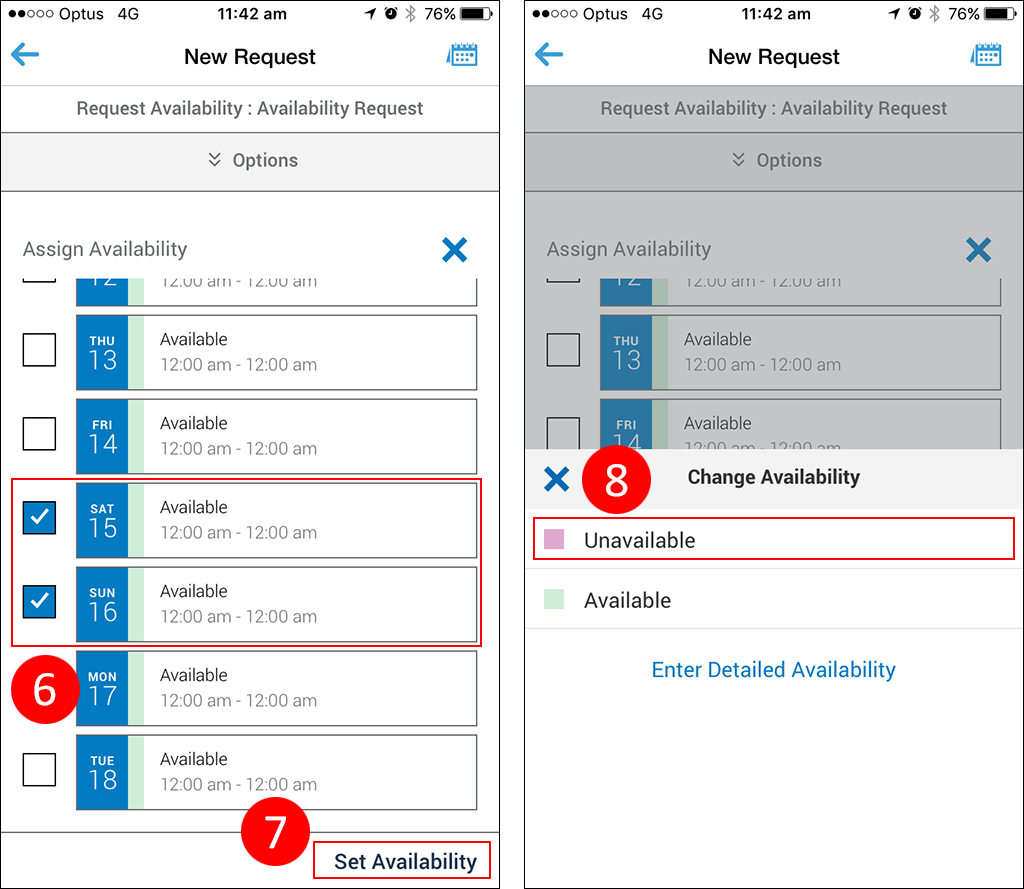 Optus 4G 11:42 am 76%
New Request
Request Availability : Availability Request
Options
Assign Availability
12 12:00 am - 12:00 am
THU Available
13 12:00 am - 12:00 am
FRI Available
14 12:00 am - 12:00 am
SAT Available
15 12:00 am - 12:00 am
SUN Available
16 12:00 am - 12:00 am
6
MON Available
17 12:00 am - 12:00 am
TUE Available
18 12:00 am - 12:00 am
7
Set Availability
Optus 4G 11:42 am 76%
New Request
Request Availability : Availability Request
Options
Assign Availability
12 12:00 am - 12:00 am
THU Available
13 12:00 am - 12:00 am
FRI Available
14 12:00 am - 12:00 am
8 Change Availability
Unavailable
Available
Enter Detailed Availability